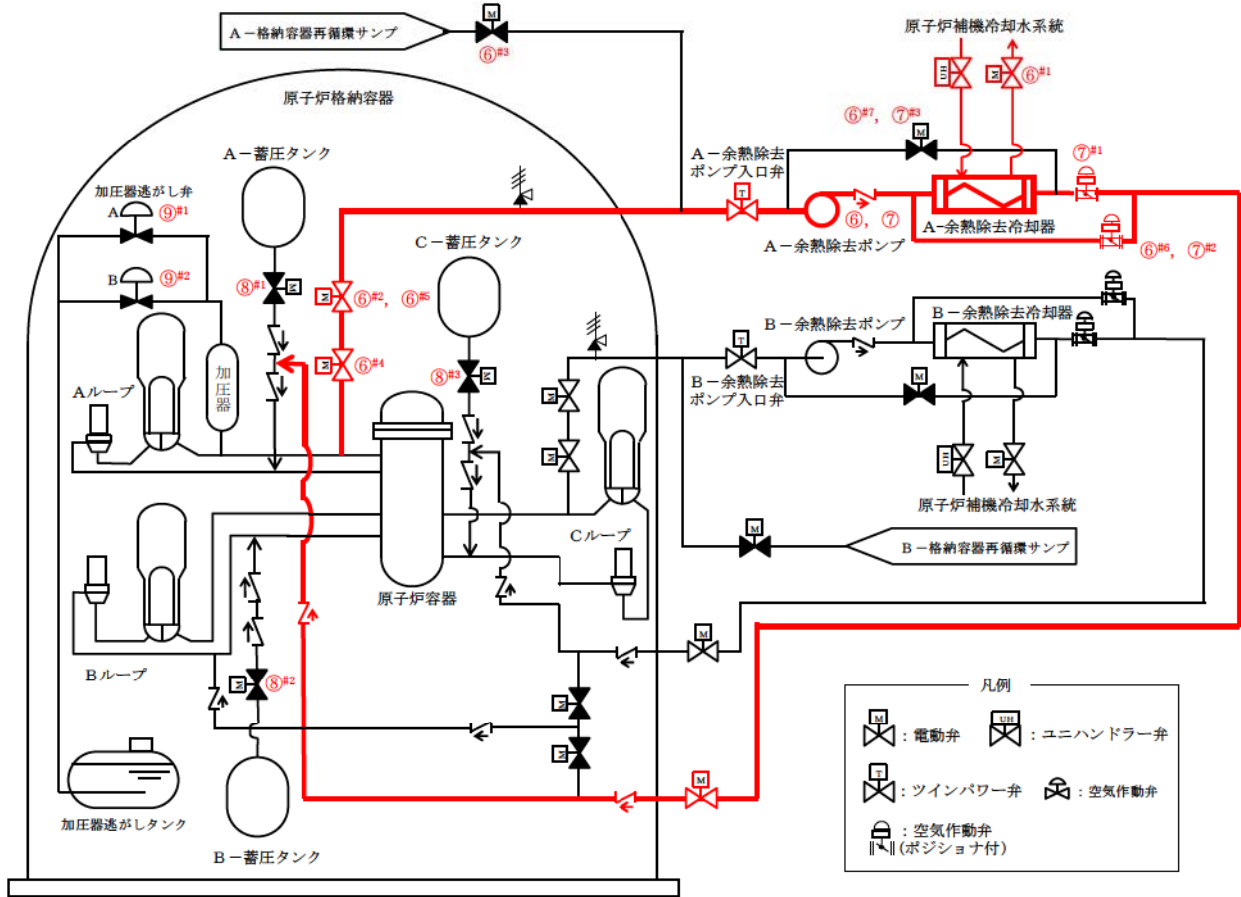 A－格納容器再循環サンプ
M
⑥#3
原子炉補機冷却水系統
UH
M
⑥#1
原子炉格納容器
⑥#7， ⑦#3
M
A－蓄圧タンク
A－余熱除去
ポンプ入口弁
T
⑦#1
加圧器逃がし弁
A
⑨#1
⑥， ⑦
A－余熱除去冷却器
A－余熱除去ポンプ
C－蓄圧タンク
⑥#6， ⑦#2
B
⑨#2
⑧#1
M
M
⑥#2， ⑥#5
B－余熱除去冷却器
B－余熱除去ポンプ
T
M
⑥#4
⑧#3
M
B－余熱除去
ポンプ入口弁
M
M
Aループ
加圧器
M
UH
M
原子炉補機冷却水系統
Cループ
M
B－格納容器再循環サンプ
原子炉容器
M
Bループ
M
⑧#2
M
M
M
加圧器逃がしタンク
B－蓄圧タンク
凡例
M
：電動弁
UH
：ユニハンドラー弁
T
：ツインパワー弁
：空気作動弁
：空気作動弁
(ポジショナ付)